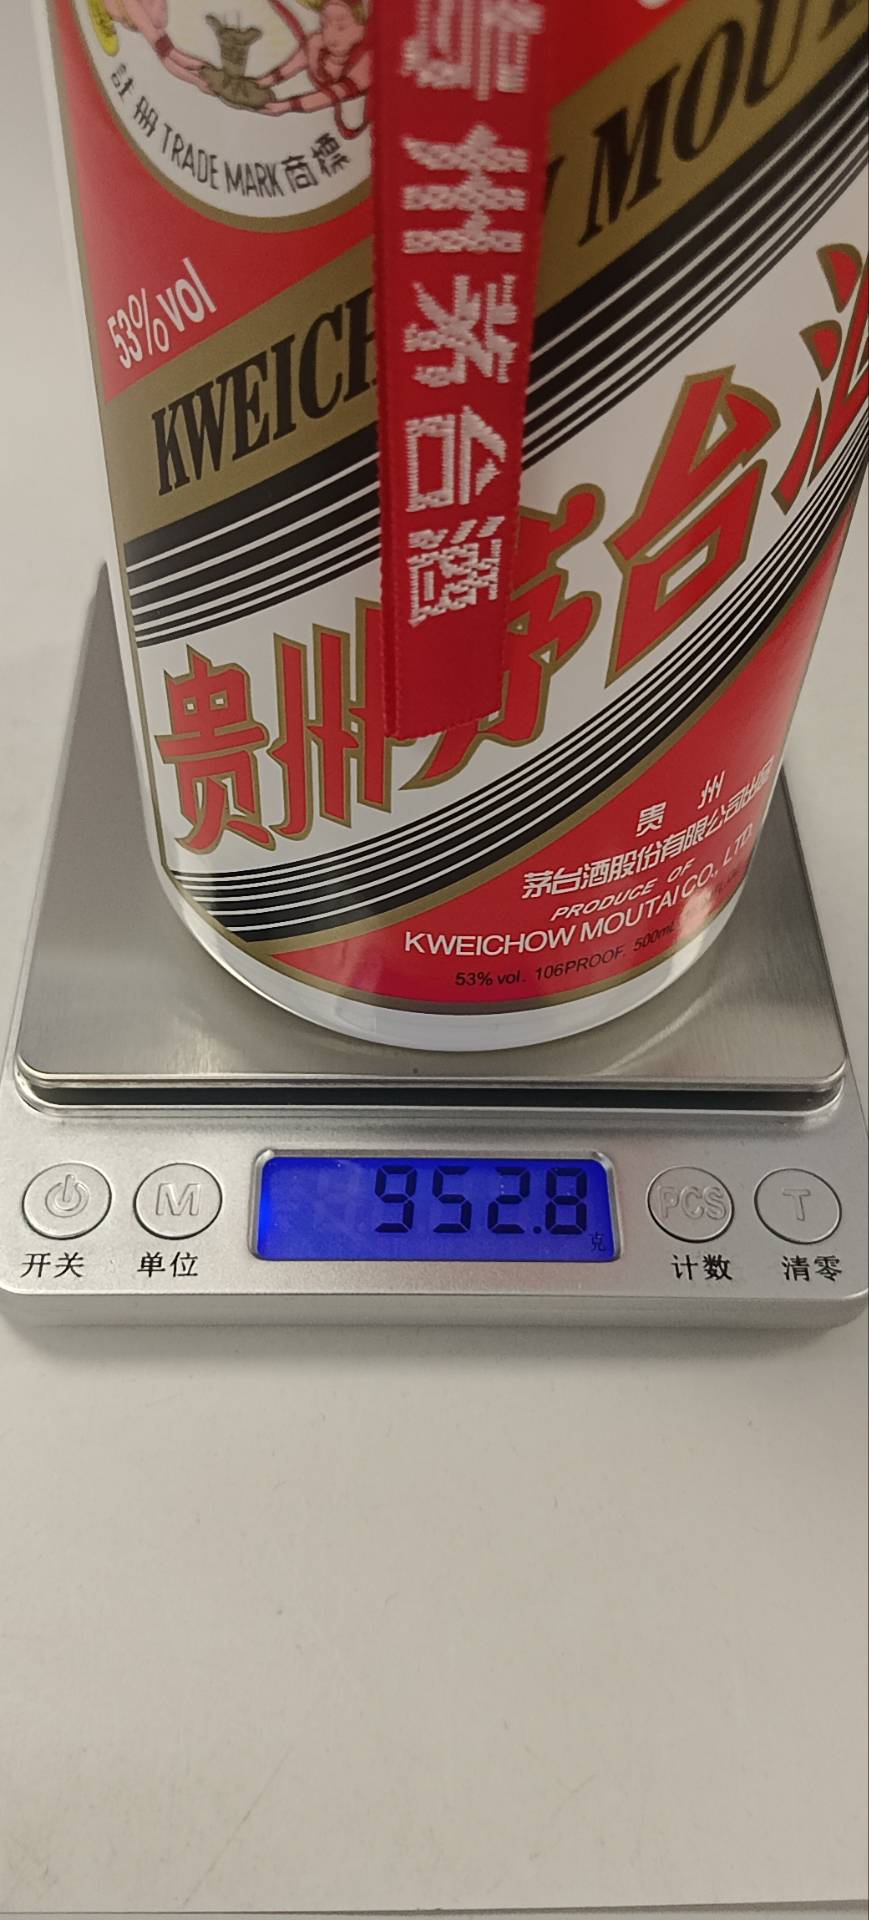 註冊 TRADE MARK 商標
53%vol
KWEICH
MOU
州茅台酒
贵州茅台酒
贵州
茅台酒股份有限公司出品
PRODUCE OF
KWEICHOW MOUTAI CO., LTD.
53% vol. 106PROOF. 500mL
952.8
克
M
PCS
T
开关
单位
计数
清零